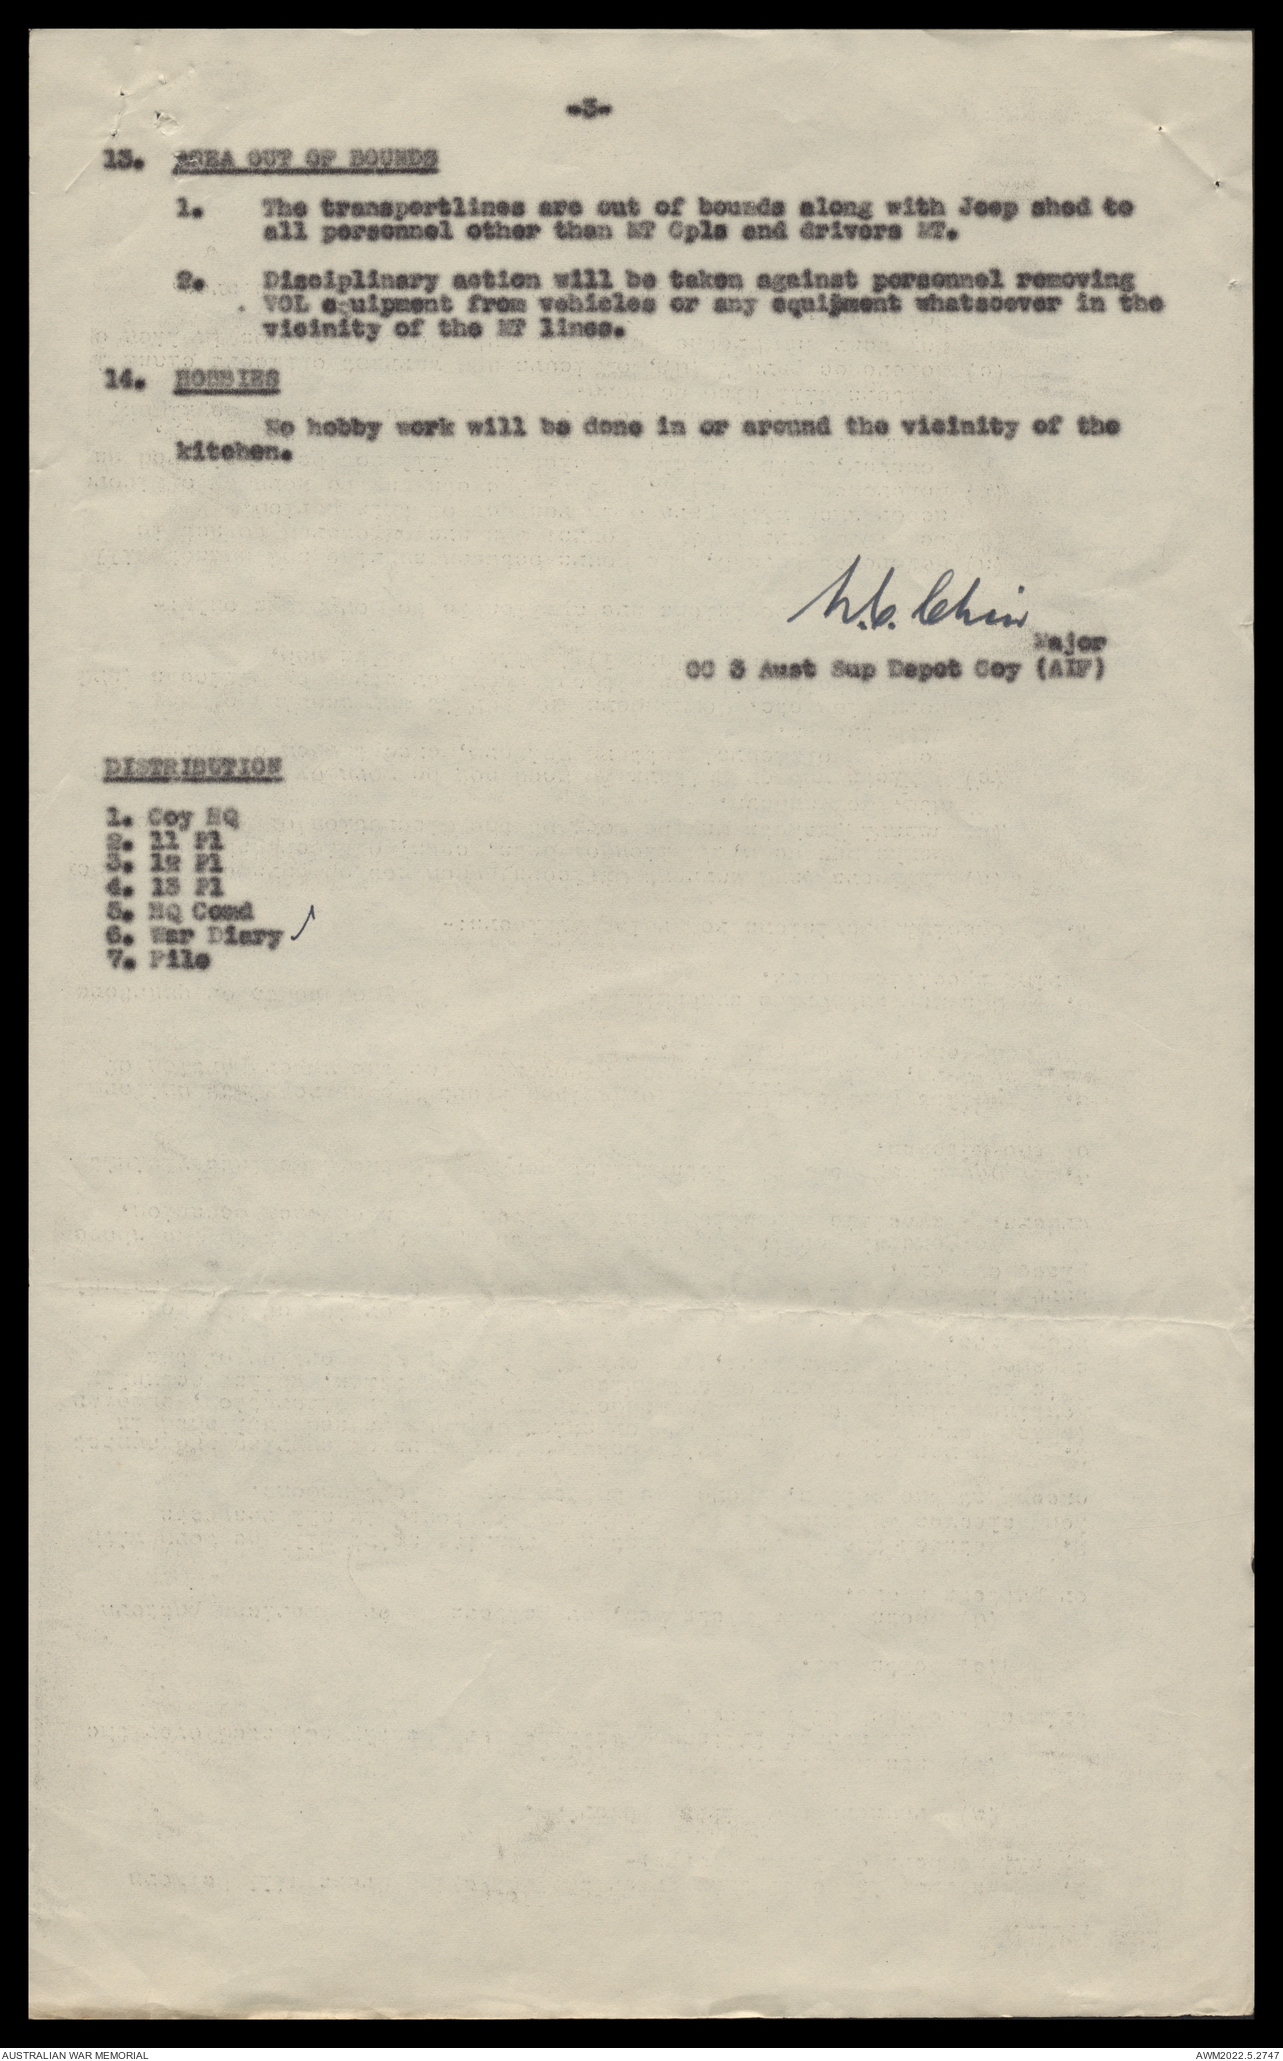 -3-
13. AREA OUT OF BOUNDS
1. The transportlines are out of bounds along with Jeep shed to
all personnel other than MT Cpls and drivers MT.
2. Disciplinary action will be taken against personnel removing
VOL equipment from vehicles or any equipment whatsoever in the
vicinity of the MT lines.
14. HOBBIES
No hobby work will be done in or around the vicinity of the
kitchen.
Major
OC 3 Aust Sup Depot Coy (AIF)
DISTRIBUTION
1. Coy HQ
2. 11 Pl
3. 12 Pl
4. 13 Pl
5. HQ Comd
6. War Diary
7. File
AUSTRALIAN WAR MEMORIAL
AWM2022.5.2747